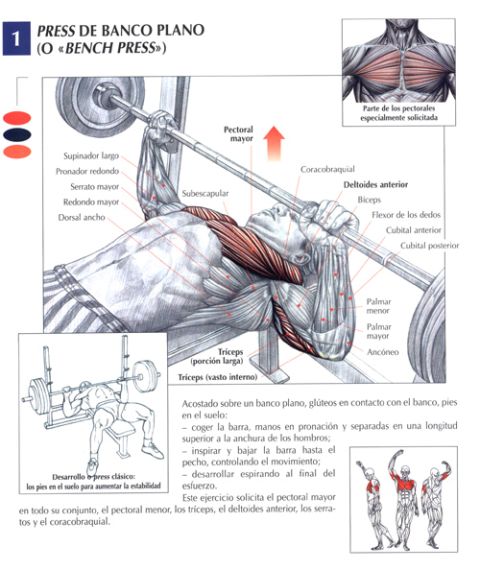 1
PRESS DE BANCO PLANO
(O «BENCH PRESS»)
Parte de los pectorales
especialmente solicitada
Pectoral
mayor
Supinador largo
Pronador redondo
Serrato mayor
Redondo mayor
Dorsal ancho
Subescapular
Coracobraquial
Deltoides anterior
Bíceps
Flexor de los dedos
Cubital anterior
Cubital posterior
Palmar
menor
Palmar
mayor
Ancóneo
Tríceps
(porción larga)
Tríceps (vasto interno)
Desarrollo o press clásico:
los pies en el suelo para aumentar la estabilidad
Acostado sobre un banco plano, glúteos en contacto con el banco, pies
en el suelo:
– coger la barra, manos en pronación y separadas en una longitud
superior a la anchura de los hombros;
– inspirar y bajar la barra hasta el
pecho, controlando el movimiento;
– desarrollar espirando al final del
esfuerzo.
Este ejercicio solicita el pectoral mayor
en todo su conjunto, el pectoral menor, los tríceps, el deltoides anterior, los serra-
tos y el coracobraquial.